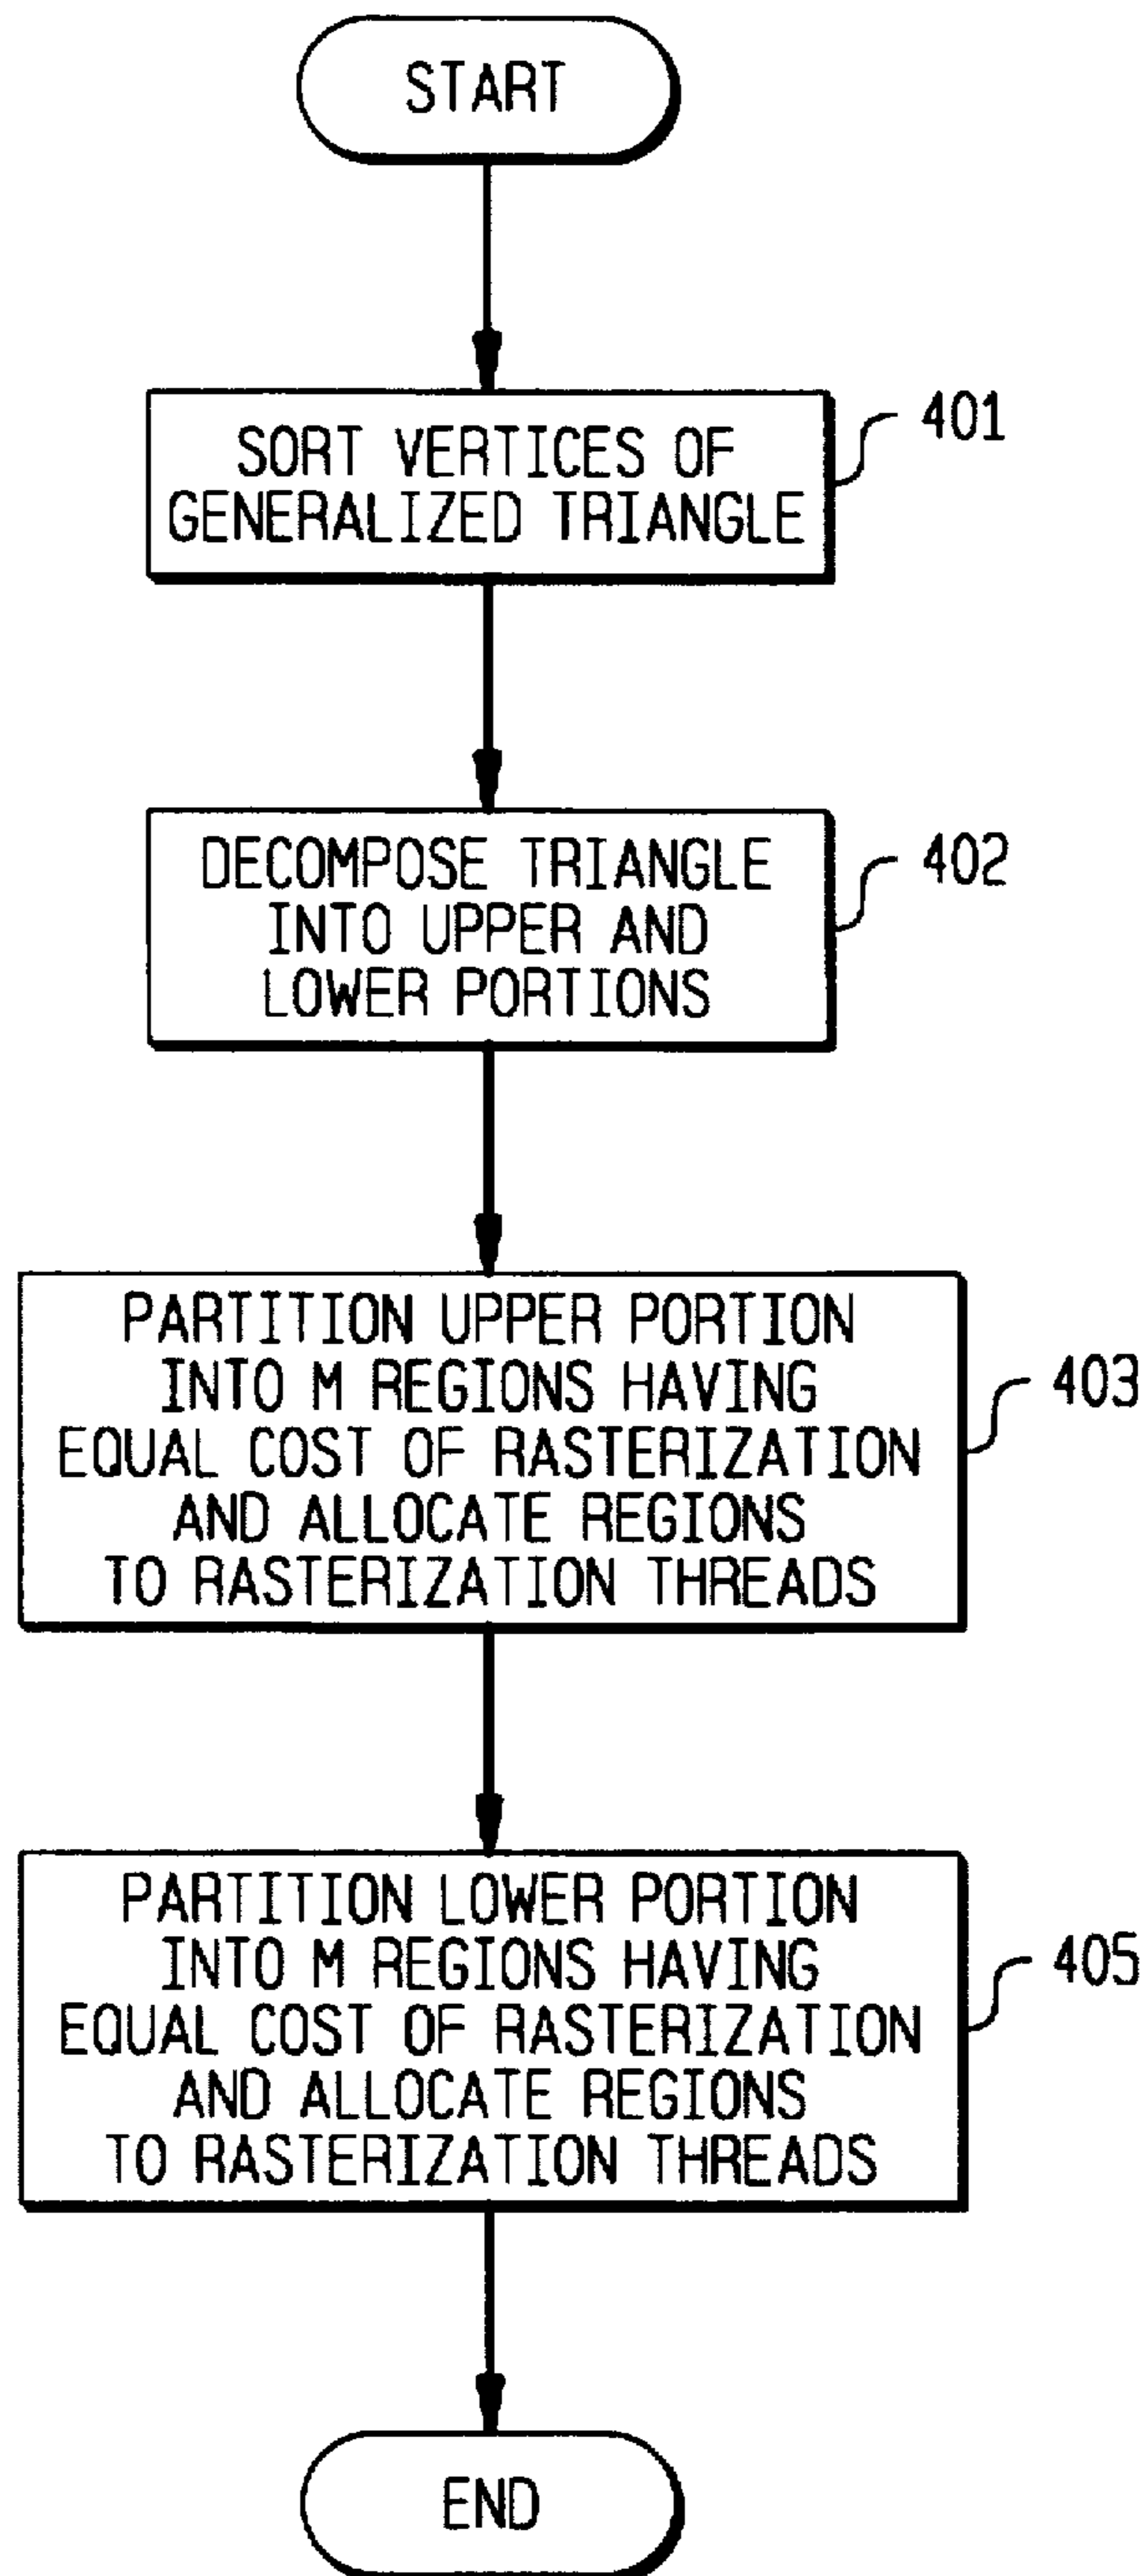 START
SORT VERTICES OF
GENERALIZED TRIANGLE
401
DECOMPOSE TRIANGLE
INTO UPPER AND
LOWER PORTIONS
402
PARTITION UPPER PORTION
INTO M REGIONS HAVING
EQUAL COST OF RASTERIZATION
AND ALLOCATE REGIONS
TO RASTERIZATION THREADS
403
PARTITION LOWER PORTION
INTO M REGIONS HAVING
EQUAL COST OF RASTERIZATION
AND ALLOCATE REGIONS
TO RASTERIZATION THREADS
405
END